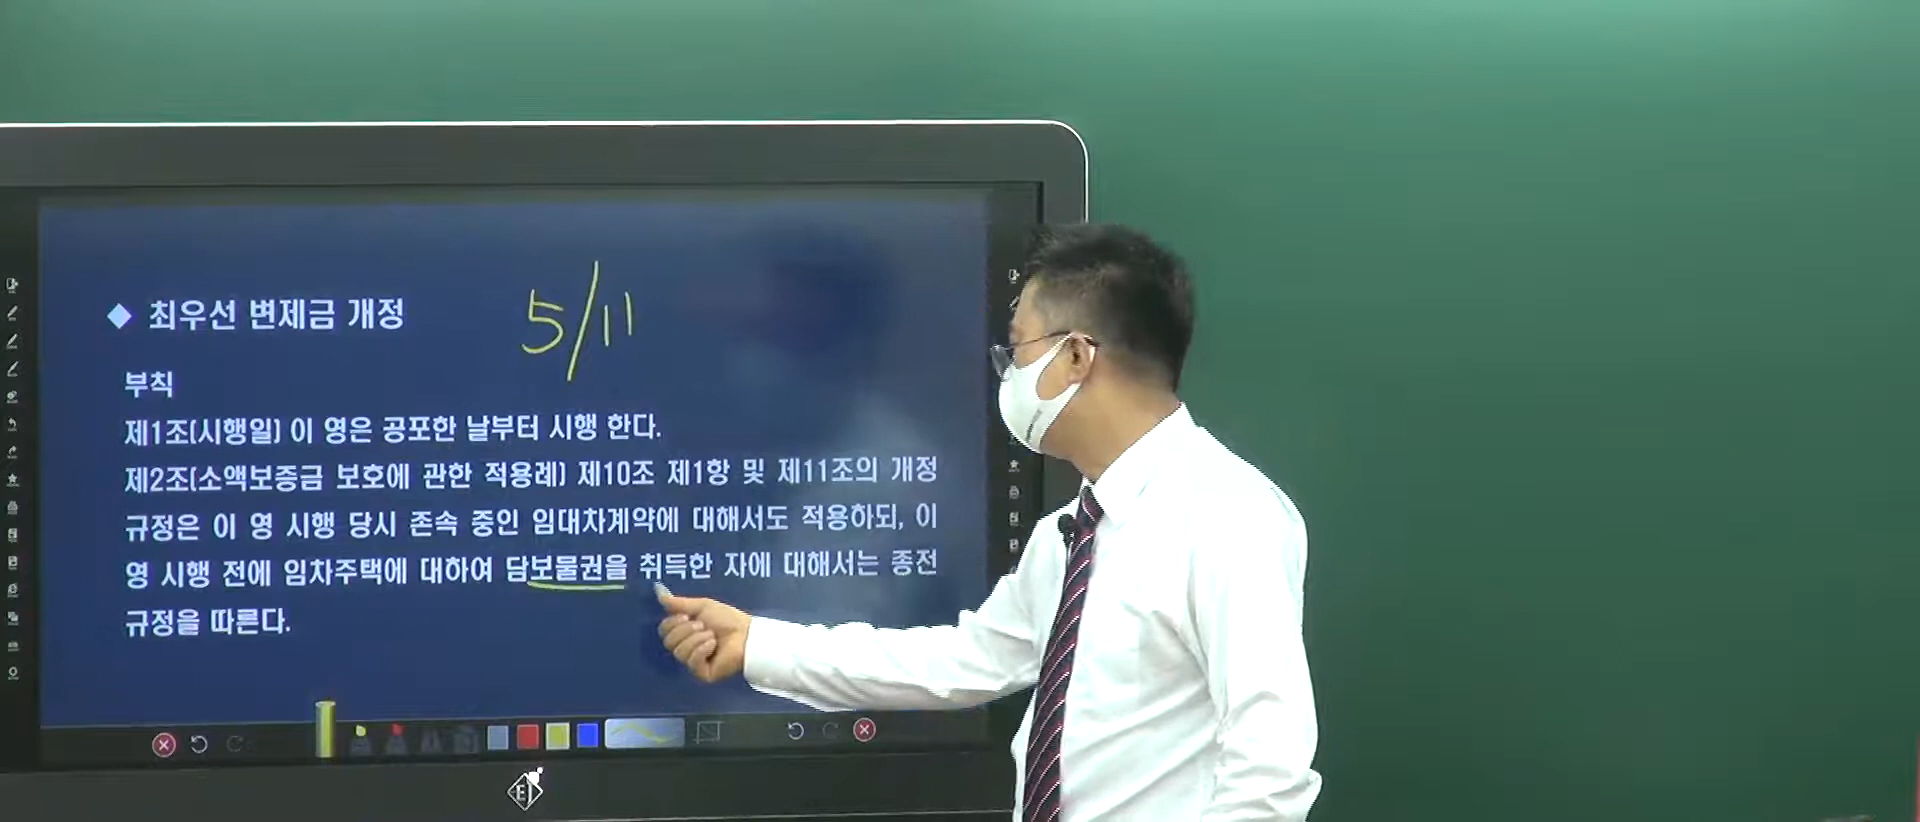 ◆ 최우선 변제금 개정
5/11
부칙
제1조(시행일) 이 영은 공포한 날부터 시행 한다.
제2조(소액보증금 보호에 관한 적용례) 제10조 제1항 및 제11조의 개정
규정은 이 영 시행 당시 존속 중인 임대차계약에 대해서도 적용하되, 이
영 시행 전에 임차주택에 대하여 담보물권을 취득한 자에 대해서는 종전
규정을 따른다.